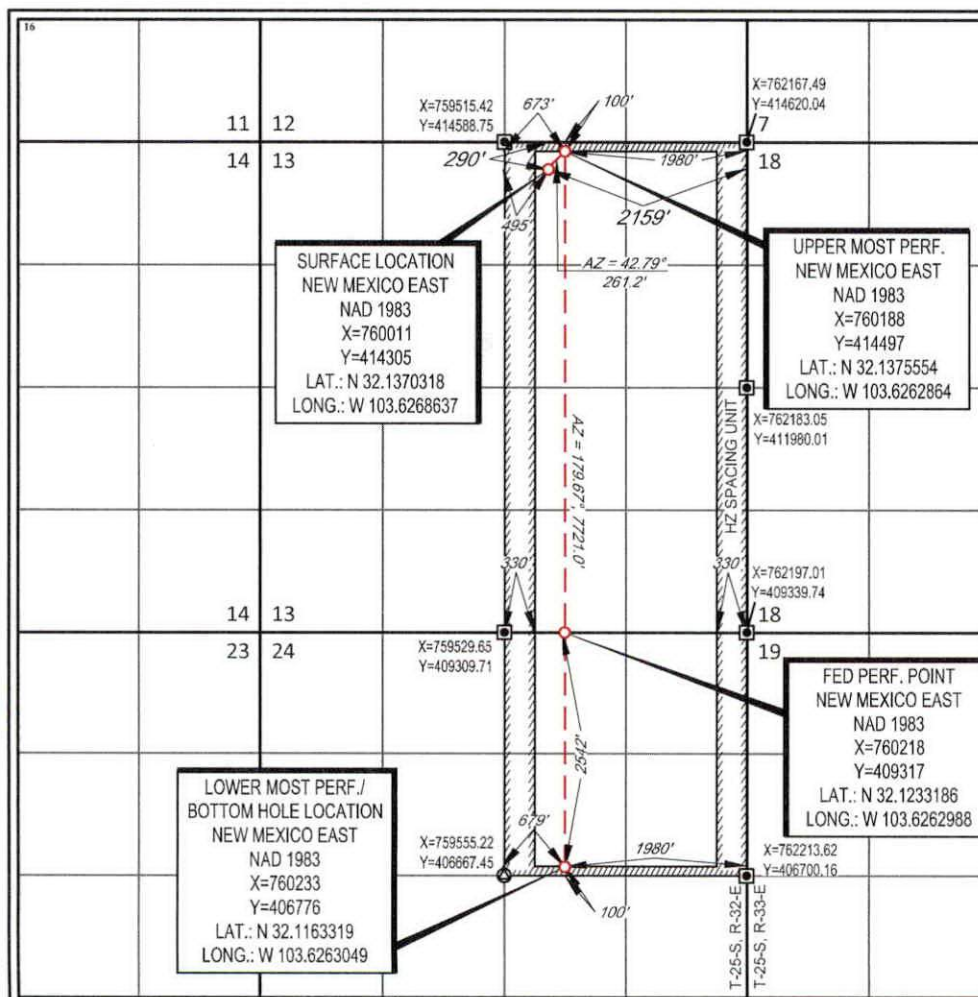 16
X=762167.49
Y=414620.04
X=759515.42
Y=414588.75
673'
100'
11 12
7
14 13
18
290'
1980'
2159'
495'
SURFACE LOCATION
NEW MEXICO EAST
NAD 1983
X=760011
Y=414305
LAT.: N 32.1370318
LONG.: W 103.6268637
AZ = 42.79°
261.2'
UPPER MOST PERF.
NEW MEXICO EAST
NAD 1983
X=760188
Y=414497
LAT.: N 32.1375554
LONG.: W 103.6262864
X=762183.05
Y=411980.01
HZ SPACING UNIT
AZ = 179.67°, 7721.0'
330'
330'
X=762197.01
Y=409339.74
14 13
18
23 24
19
X=759529.65
Y=409309.71
FED PERF. POINT
NEW MEXICO EAST
NAD 1983
X=760218
Y=409317
LAT.: N 32.1233186
LONG.: W 103.6262988
2542'
LOWER MOST PERF./
BOTTOM HOLE LOCATION
NEW MEXICO EAST
NAD 1983
X=760233
Y=406776
LAT.: N 32.1163319
LONG.: W 103.6263049
679'
1980'
X=759555.22
Y=406667.45
X=762213.62
Y=406700.16
100'
T-25-S, R-32-E
T-25-S, R-33-E